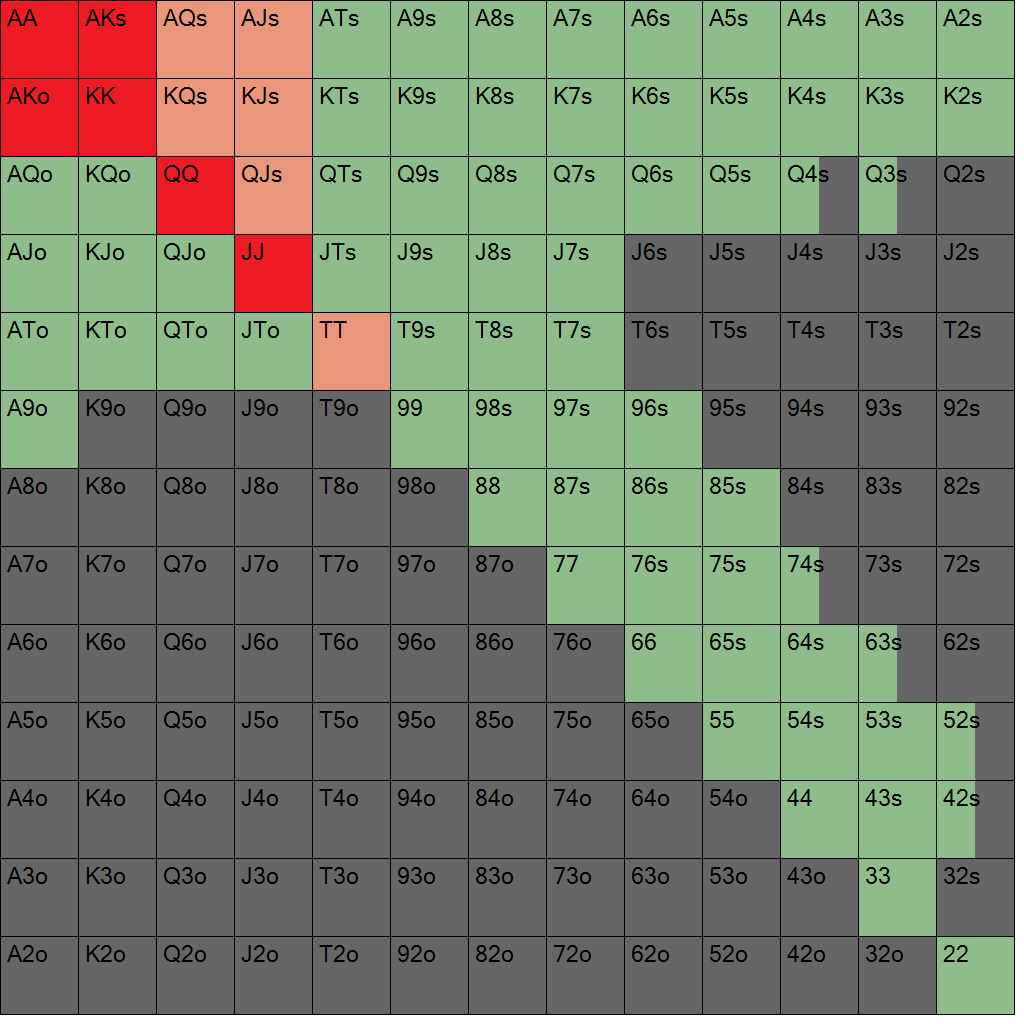 AA AKs AQs AJs ATs A9s A8s A7s A6s A5s A4s A3s A2s
AKo KK KQs KJs KTs K9s K8s K7s K6s K5s K4s K3s K2s
AQo KQo QQ QJs QTs Q9s Q8s Q7s Q6s Q5s Q4s Q3s Q2s
AJo KJo QJo JJ JTs J9s J8s J7s J6s J5s J4s J3s J2s
ATo KTo QTo JTo TT T9s T8s T7s T6s T5s T4s T3s T2s
A9o K9o Q9o J9o T9o 99 98s 97s 96s 95s 94s 93s 92s
A8o K8o Q8o J8o T8o 98o 88 87s 86s 85s 84s 83s 82s
A7o K7o Q7o J7o T7o 97o 87o 77 76s 75s 74s 73s 72s
A6o K6o Q6o J6o T6o 96o 86o 76o 66 65s 64s 63s 62s
A5o K5o Q5o J5o T5o 95o 85o 75o 65o 55 54s 53s 52s
A4o K4o Q4o J4o T4o 94o 84o 74o 64o 54o 44 43s 42s
A3o K3o Q3o J3o T3o 93o 83o 73o 63o 53o 43o 33 32s
A2o K2o Q2o J2o T2o 92o 82o 72o 62o 52o 42o 32o 22